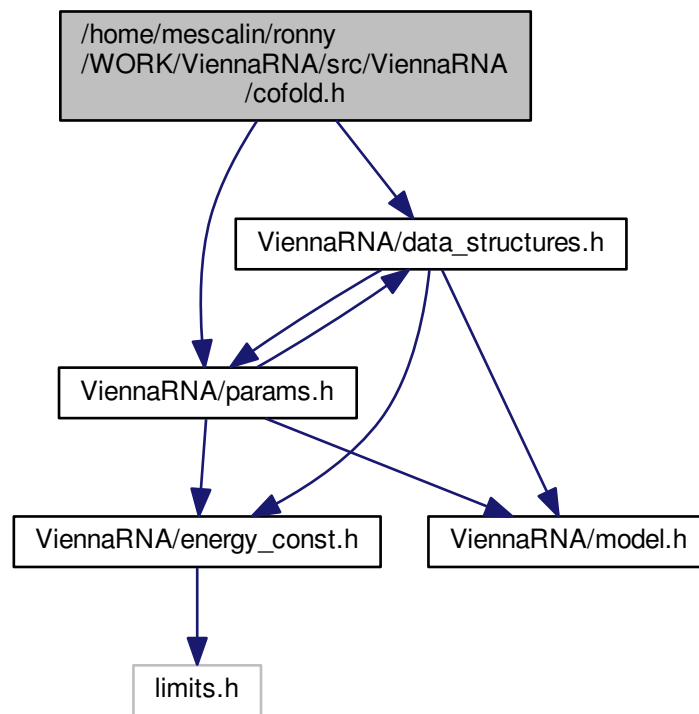 /home/mescalin/ronny
/WORK/ViennaRNA/src/ViennaRNA
/cofold.h
ViennaRNA/data_structures.h
ViennaRNA/params.h
ViennaRNA/energy_const.h
ViennaRNA/model.h
limits.h